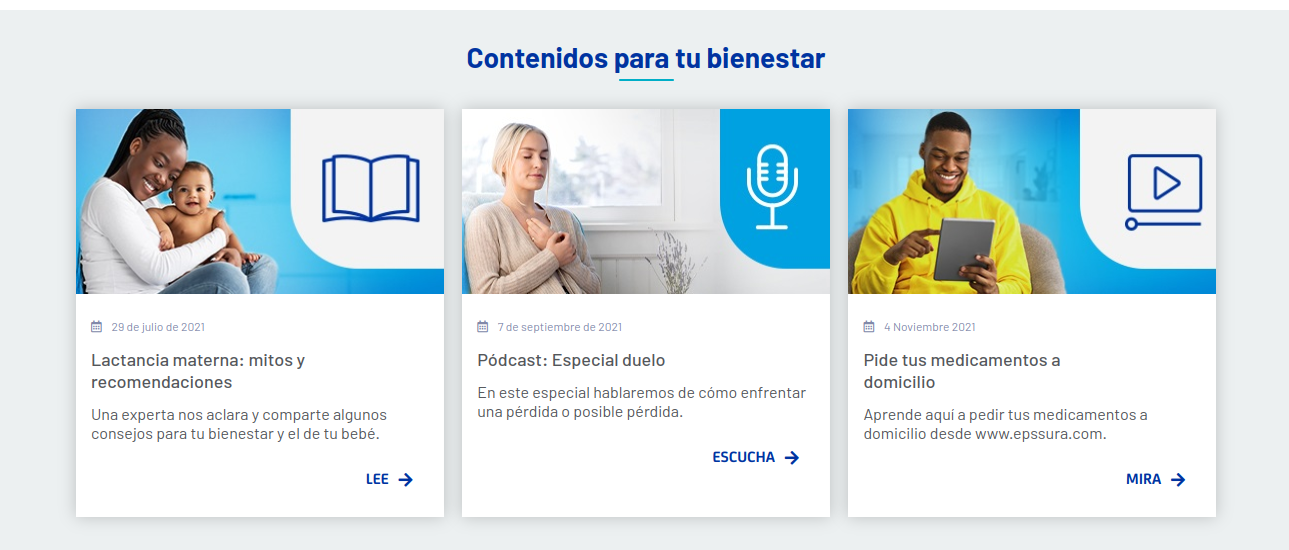 Contenidos para tu bienestar
29 de julio de 2021
Lactancia materna: mitos y
recomendaciones
Una experta nos aclara y comparte algunos
consejos para tu bienestar y el de tu bebé.
LEE
7 de septiembre de 2021
Pódcast: Especial duelo
En este especial hablaremos de cómo enfrentar
una pérdida o posible pérdida.
ESCUCHA
4 Noviembre 2021
Pide tus medicamentos a
domicilio
Aprende aquí a pedir tus medicamentos a
domicilio desde www.epssura.com.
MIRA